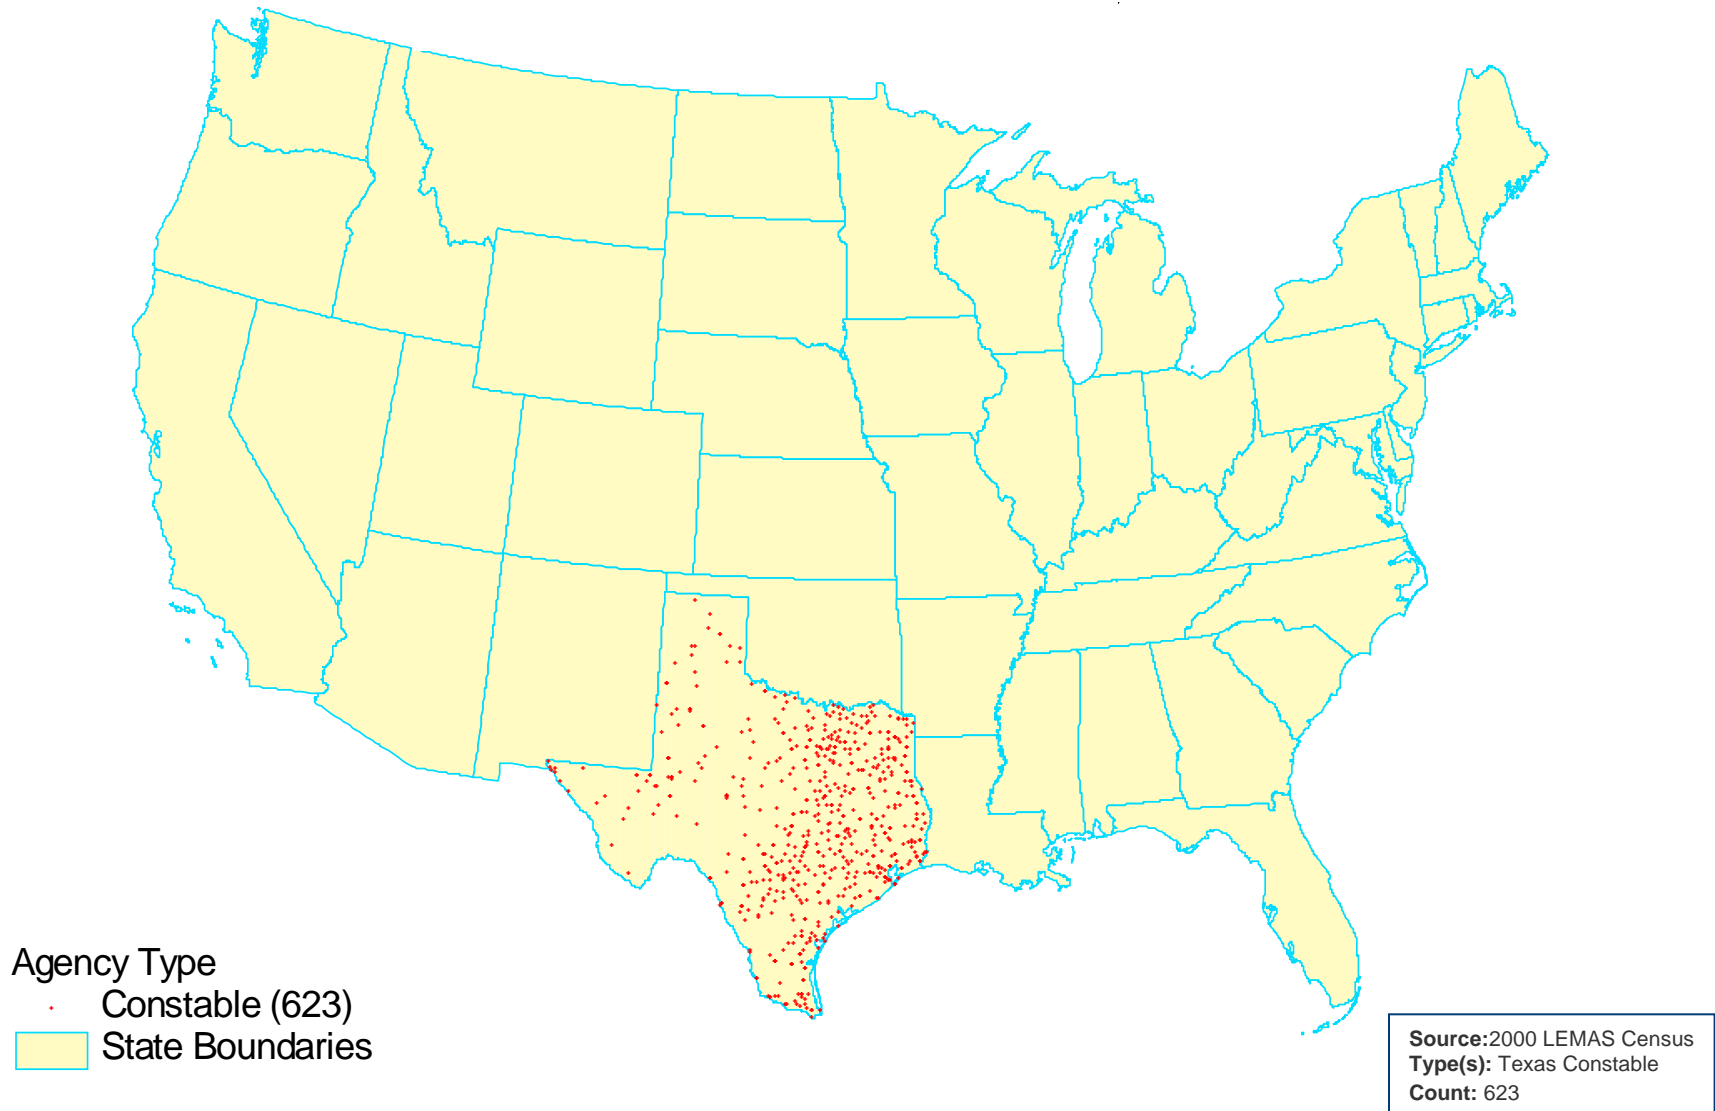 Agency Type
Constable (623)
State Boundaries
Source:2000 LEMAS Census
Type(s): Texas Constable
Count: 623